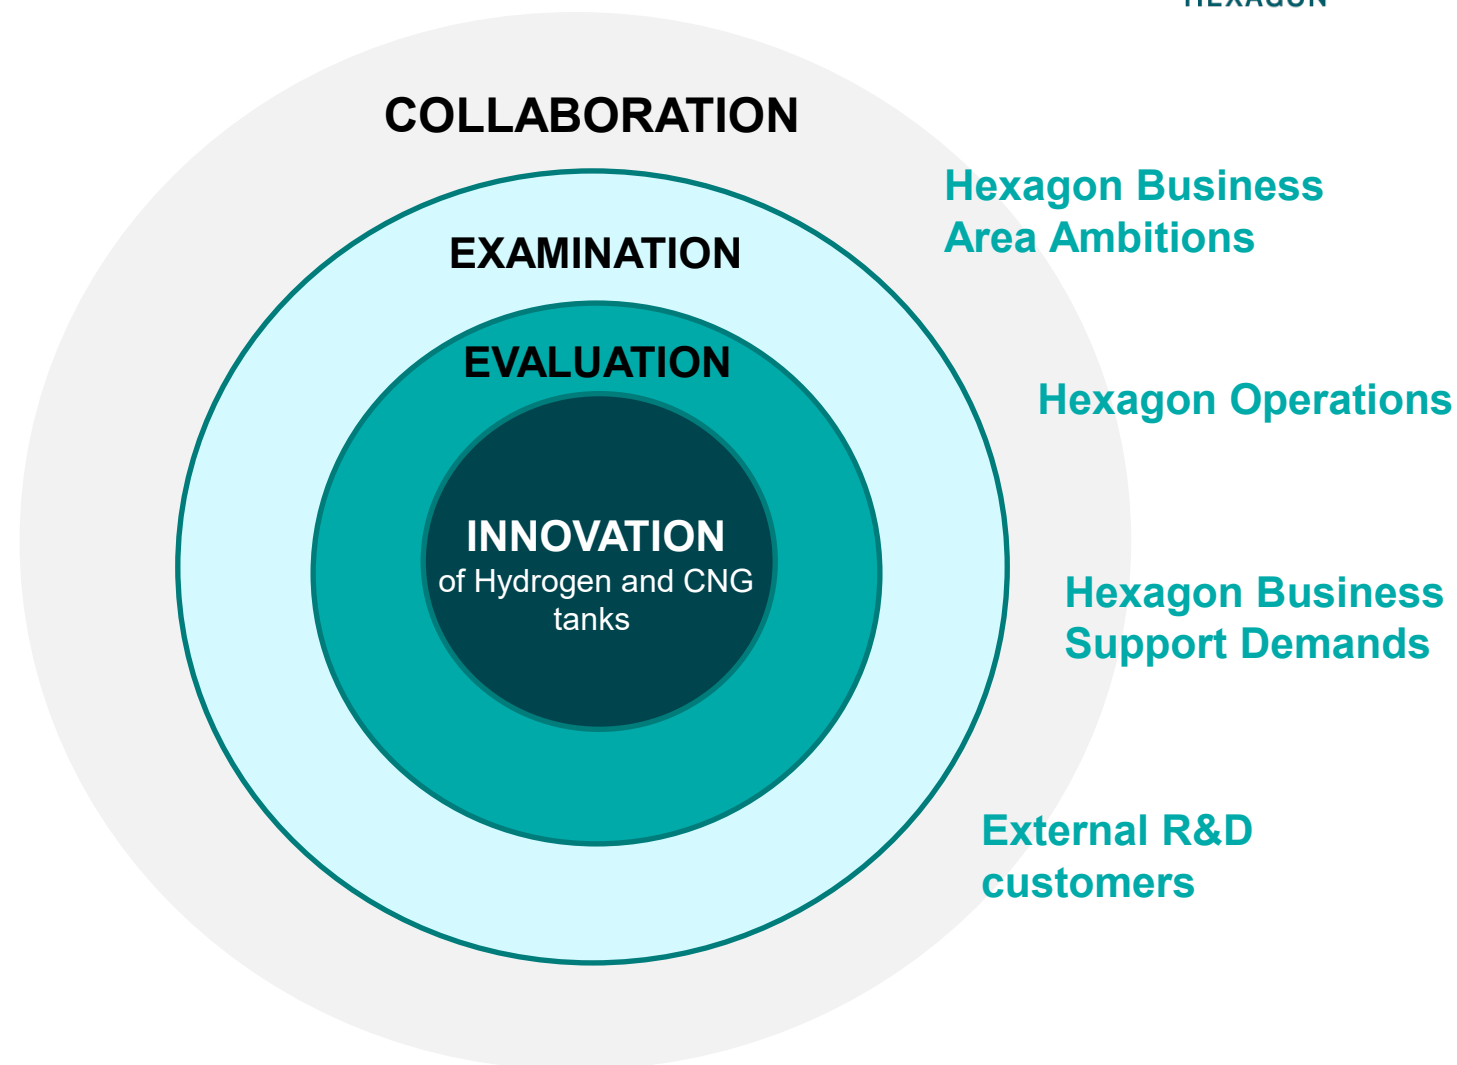 HEXAGON
COLLABORATION
Hexagon Business
Area Ambitions
EXAMINATION
EVALUATION
Hexagon Operations
INNOVATION
of Hydrogen and CNG
tanks
Hexagon Business
Support Demands
External R&D
customers